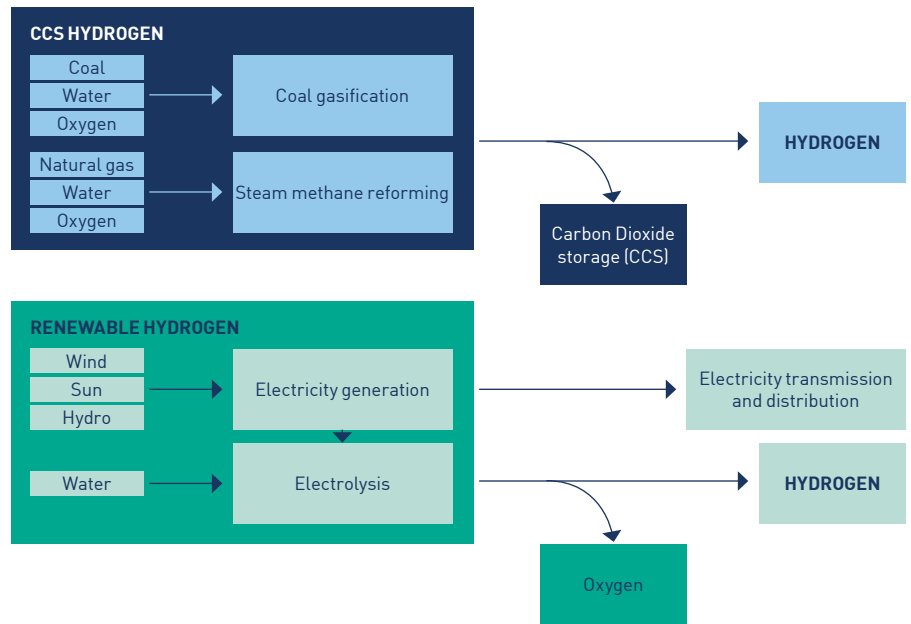 CCS HYDROGEN
Coal
Water
Oxygen
Coal gasification
Natural gas
Water
Oxygen
Steam methane reforming
HYDROGEN
Carbon Dioxide
storage (CCS)
RENEWABLE HYDROGEN
Wind
Sun
Hydro
Electricity generation
Electricity transmission
and distribution
Water
Electrolysis
HYDROGEN
Oxygen